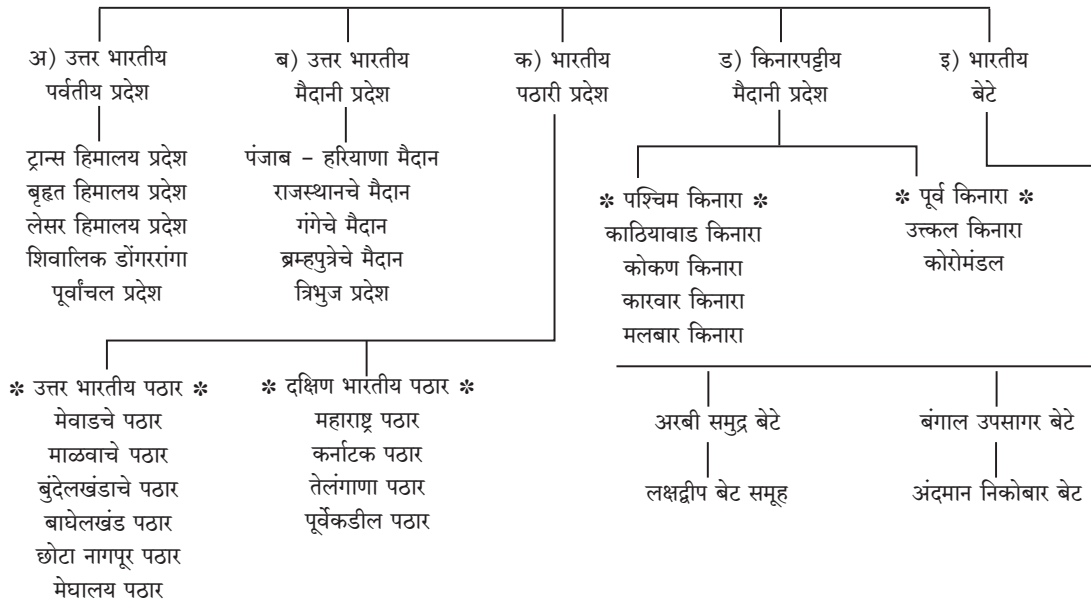 अ) उत्तर भारतीय
पर्वतीय प्रदेश
ट्रान्स हिमालय प्रदेश
बृहत हिमालय प्रदेश
लेसर हिमालय प्रदेश
शिवालिक डोंगररांगा
पूर्वांचल प्रदेश
ब) उत्तर भारतीय
मैदानी प्रदेश
पंजाब - हरियाणा मैदान
राजस्थानचे मैदान
गंगेचे मैदान
ब्रम्हपुत्रेचे मैदान
त्रिभुज प्रदेश
क) भारतीय
पठारी प्रदेश
* उत्तर भारतीय पठार *
मेवाडचे पठार
माळवाचे पठार
बुंदेलखंडाचे पठार
बाघेलखंड पठार
छोटा नागपूर पठार
मेघालय पठार
* दक्षिण भारतीय पठार *
महाराष्ट्र पठार
कर्नाटक पठार
तेलंगाणा पठार
पूर्वेकडील पठार
ड) किनारपट्टीय
मैदानी प्रदेश
* पश्चिम किनारा *
काठियावाड किनारा
कोकण किनारा
कारवार किनारा
मलबार किनारा
* पूर्व किनारा *
उत्त्कल किनारा
कोरोमंडल
इ) भारतीय
बेटे
अरबी समुद्र बेटे
लक्षद्वीप बेट समूह
बंगाल उपसागर बेटे
अंदमान निकोबार बेट